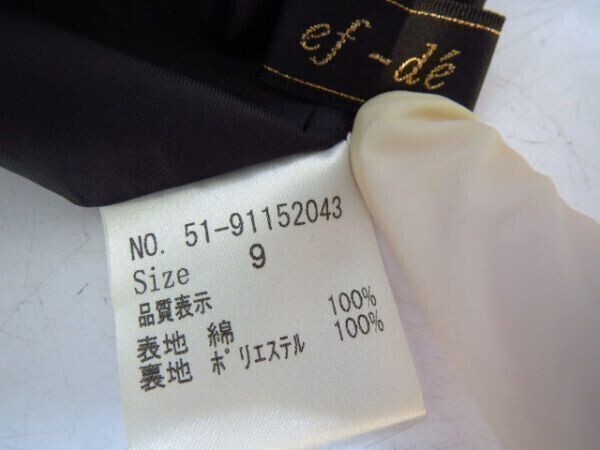 ef-dé
NO. 51-91152043
Size 9
品質表示
表地 綿 100%
裏地 ポリエステル 100%